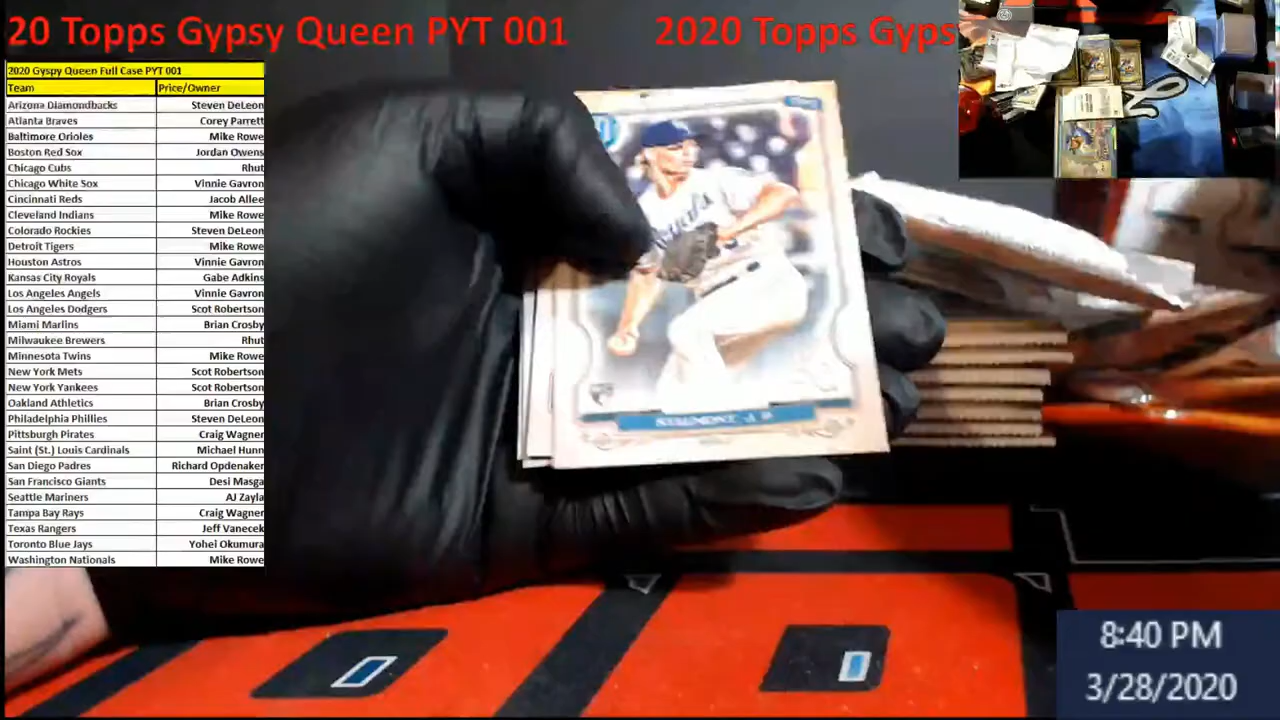 20 Topps Gypsy Queen PYT 001
2020 Topps Gyps
2020 Gyspy Queen Full Case PYT 001
Team Price/Owner
Arizona Diamondbacks Steven DeLeon
Atlanta Braves Corey Parrett
Baltimore Orioles Mike Rowe
Boston Red Sox Jordan Owens
Chicago Cubs Rhut
Chicago White Sox Vinnie Gavron
Cincinnati Reds Jacob Allee
Cleveland Indians Mike Rowe
Colorado Rockies Steven DeLeon
Detroit Tigers Mike Rowe
Houston Astros Vinnie Gavron
Kansas City Royals Gabe Adkins
Los Angeles Angels Vinnie Gavron
Los Angeles Dodgers Scot Robertson
Miami Marlins Brian Crosby
Milwaukee Brewers Rhut
Minnesota Twins Mike Rowe
New York Mets Scot Robertson
New York Yankees Scot Robertson
Oakland Athletics Brian Crosby
Philadelphia Phillies Steven DeLeon
Pittsburgh Pirates Craig Wagner
Saint (St.) Louis Cardinals Michael Hunn
San Diego Padres Richard Opdenaker
San Francisco Giants Desi Masga
Seattle Mariners AJ Zayla
Tampa Bay Rays Craig Wagner
Texas Rangers Jeff Vanecek
Toronto Blue Jays Yohei Okumura
Washington Nationals Mike Rowe
8:40 PM
3/28/2020